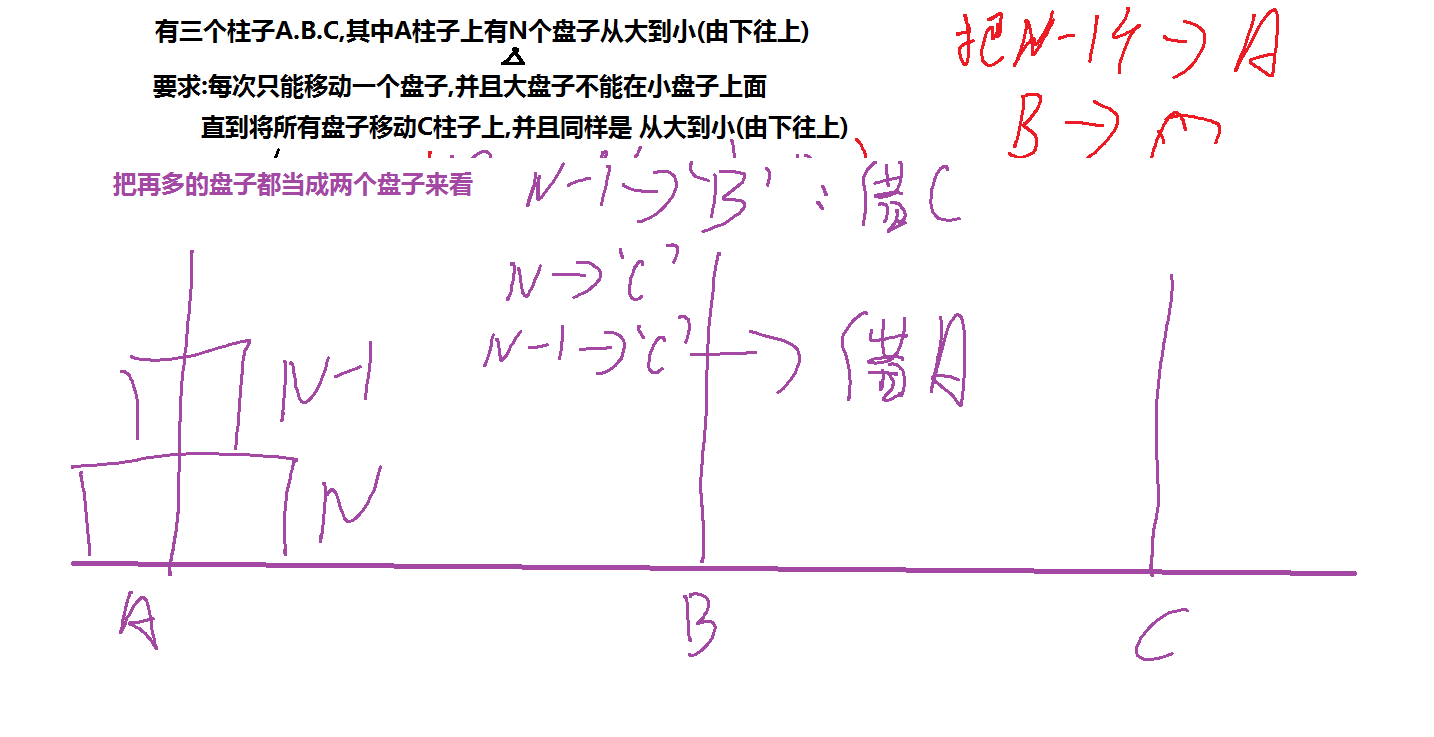 有三个柱子A.B.C,其中A柱子上有N个盘子从大到小(由下往上)
要求:每次只能移动一个盘子,并且大盘子不能在小盘子上面
直到将所有盘子移动C柱子上,并且同样是 从大到小(由下往上)
把N-1个→A
B→
把再多的盘子都当成两个盘子来看
N-1→'B' : 借C
N→'C'
N-1→'C' → 借A
N-1
N
A B C